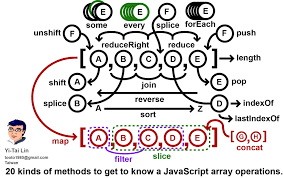 some every splice forEach
E E F E
unshift F F push
reduceRight reduce
length
[ A , B , C , D , E ]
shift A join E pop
splice B reverse D indexOf
A sort Z lastIndexOf
map [ A , B , C , D , E ] [ G , H ]
filter slice concat
Yi-Tai Lin
Taiwan
20 kinds of methods to get to know a JavaScript array operations.